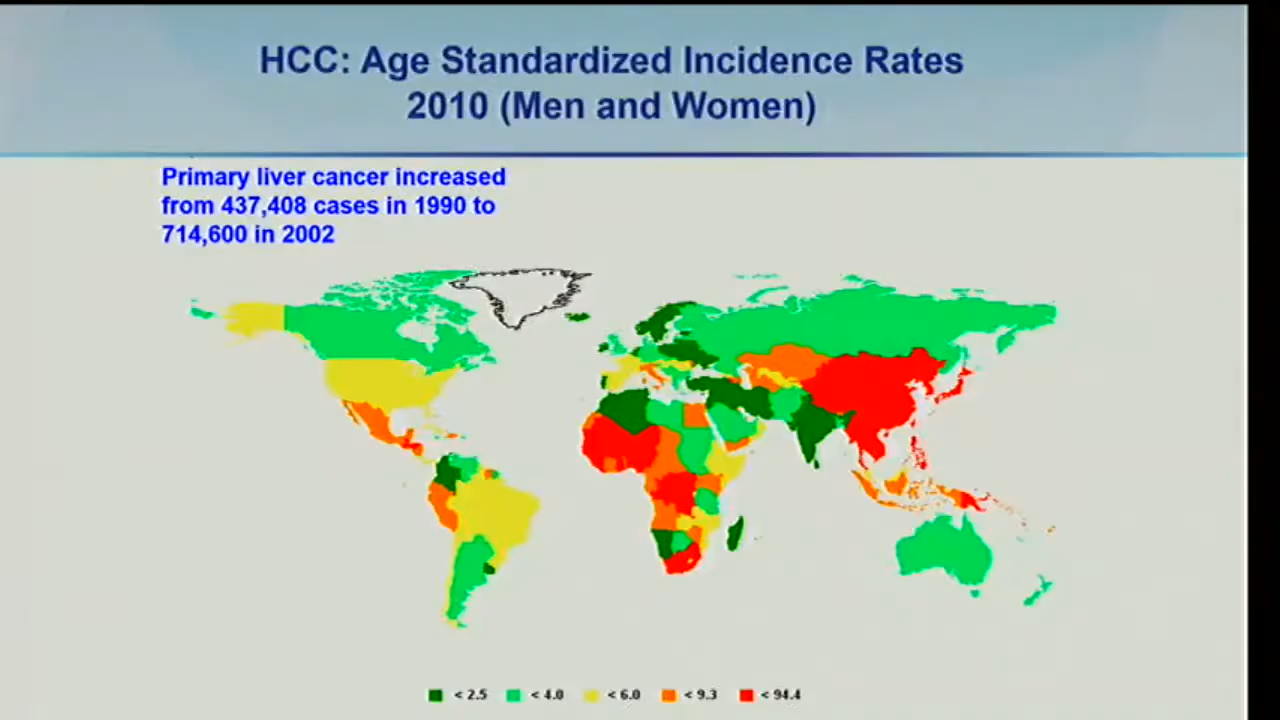 HCC: Age Standardized Incidence Rates
2010 (Men and Women)
Primary liver cancer increased
from 437,408 cases in 1990 to
714,600 in 2002
< 2.5 < 4.0 < 6.0 < 9.3 < 94.4